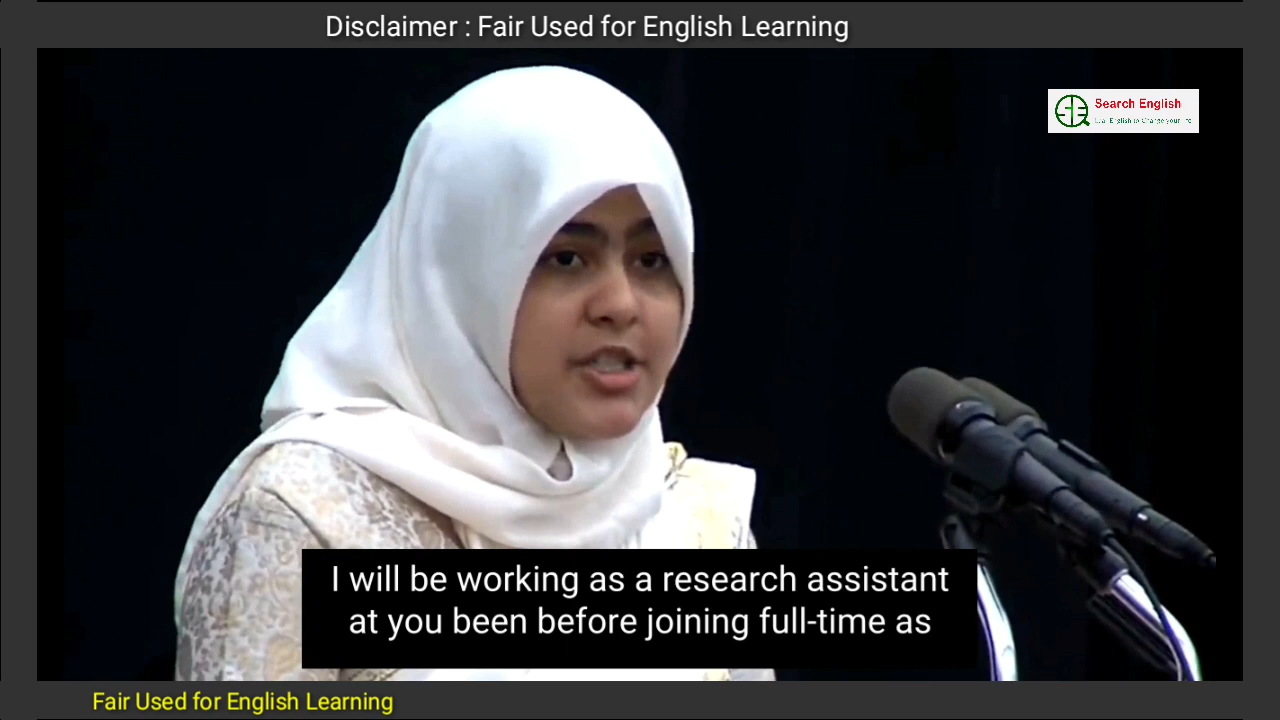 Disclaimer : Fair Used for English Learning
Search English
I will be working as a research assistant
at you been before joining full-time as
Fair Used for English Learning